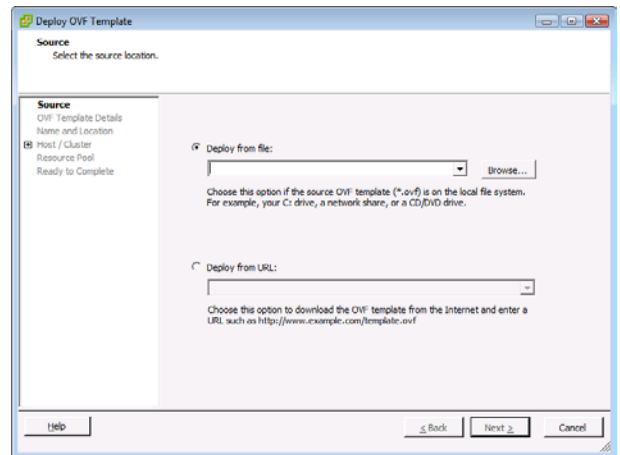 Deploy OVF Template
Source
Select the source location.
Source
OVF Template Details
Name and Location
Host / Cluster
Resource Pool
Ready to Complete
Deploy from file:
Browse...
Choose this option if the source OVF template (*.ovf) is on the local file system.
For example, your C: drive, a network share, or a CD/DVD drive.
Deploy from URL:
Choose this option to download the OVF template from the Internet and enter a
URL such as http://www.example.com/template.ovf
Help
< Back
Next >
Cancel